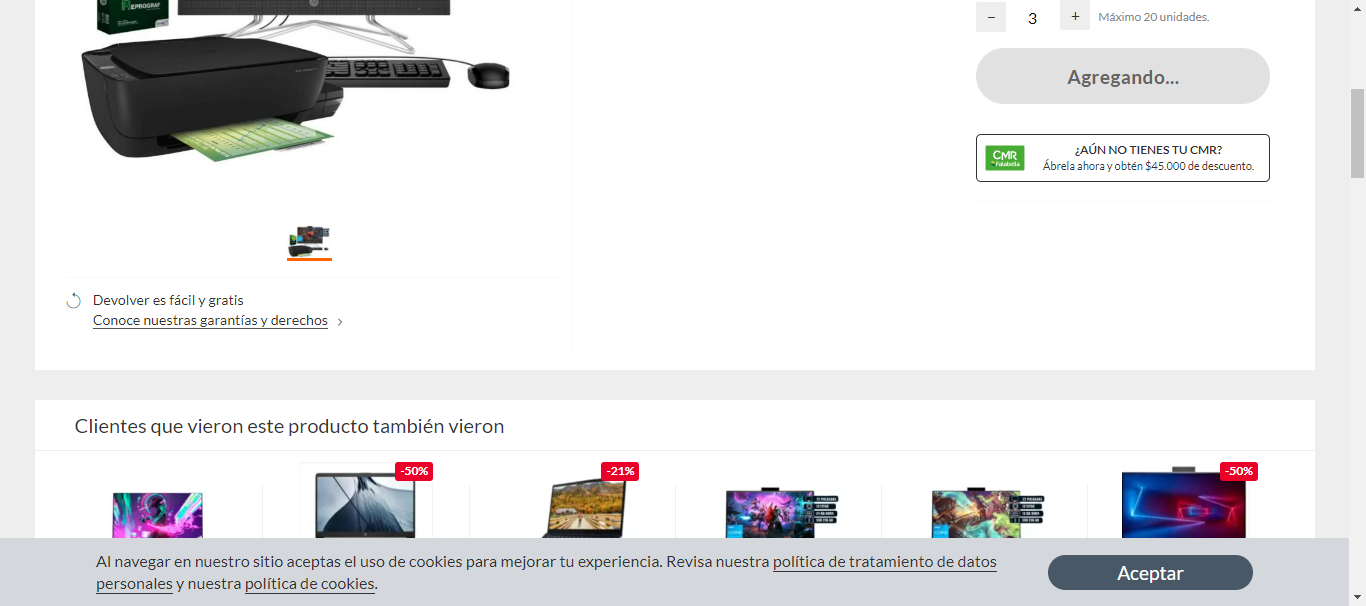 REPROGRAF
− 3 + Máximo 20 unidades.
Agregando...
CMR
Falabella
¿AÚN NO TIENES TU CMR?
Ábrela ahora y obtén $45.000 de descuento.
Devolver es fácil y gratis
Conoce nuestras garantías y derechos
Clientes que vieron este producto también vieron
-50%
-21%
-50%
Al navegar en nuestro sitio aceptas el uso de cookies para mejorar tu experiencia. Revisa nuestra política de tratamiento de datos
personales y nuestra política de cookies.
Aceptar